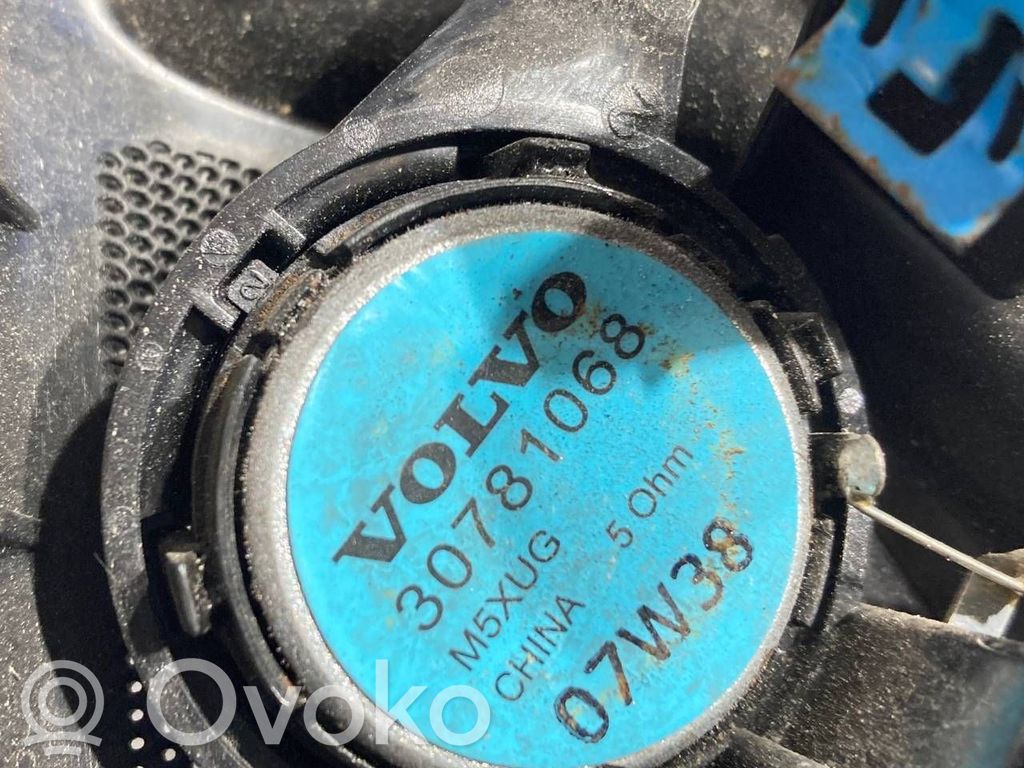 VOLVO
30781068
M5XUG 5 Ohm
CHINA
07W38
© Ovoko